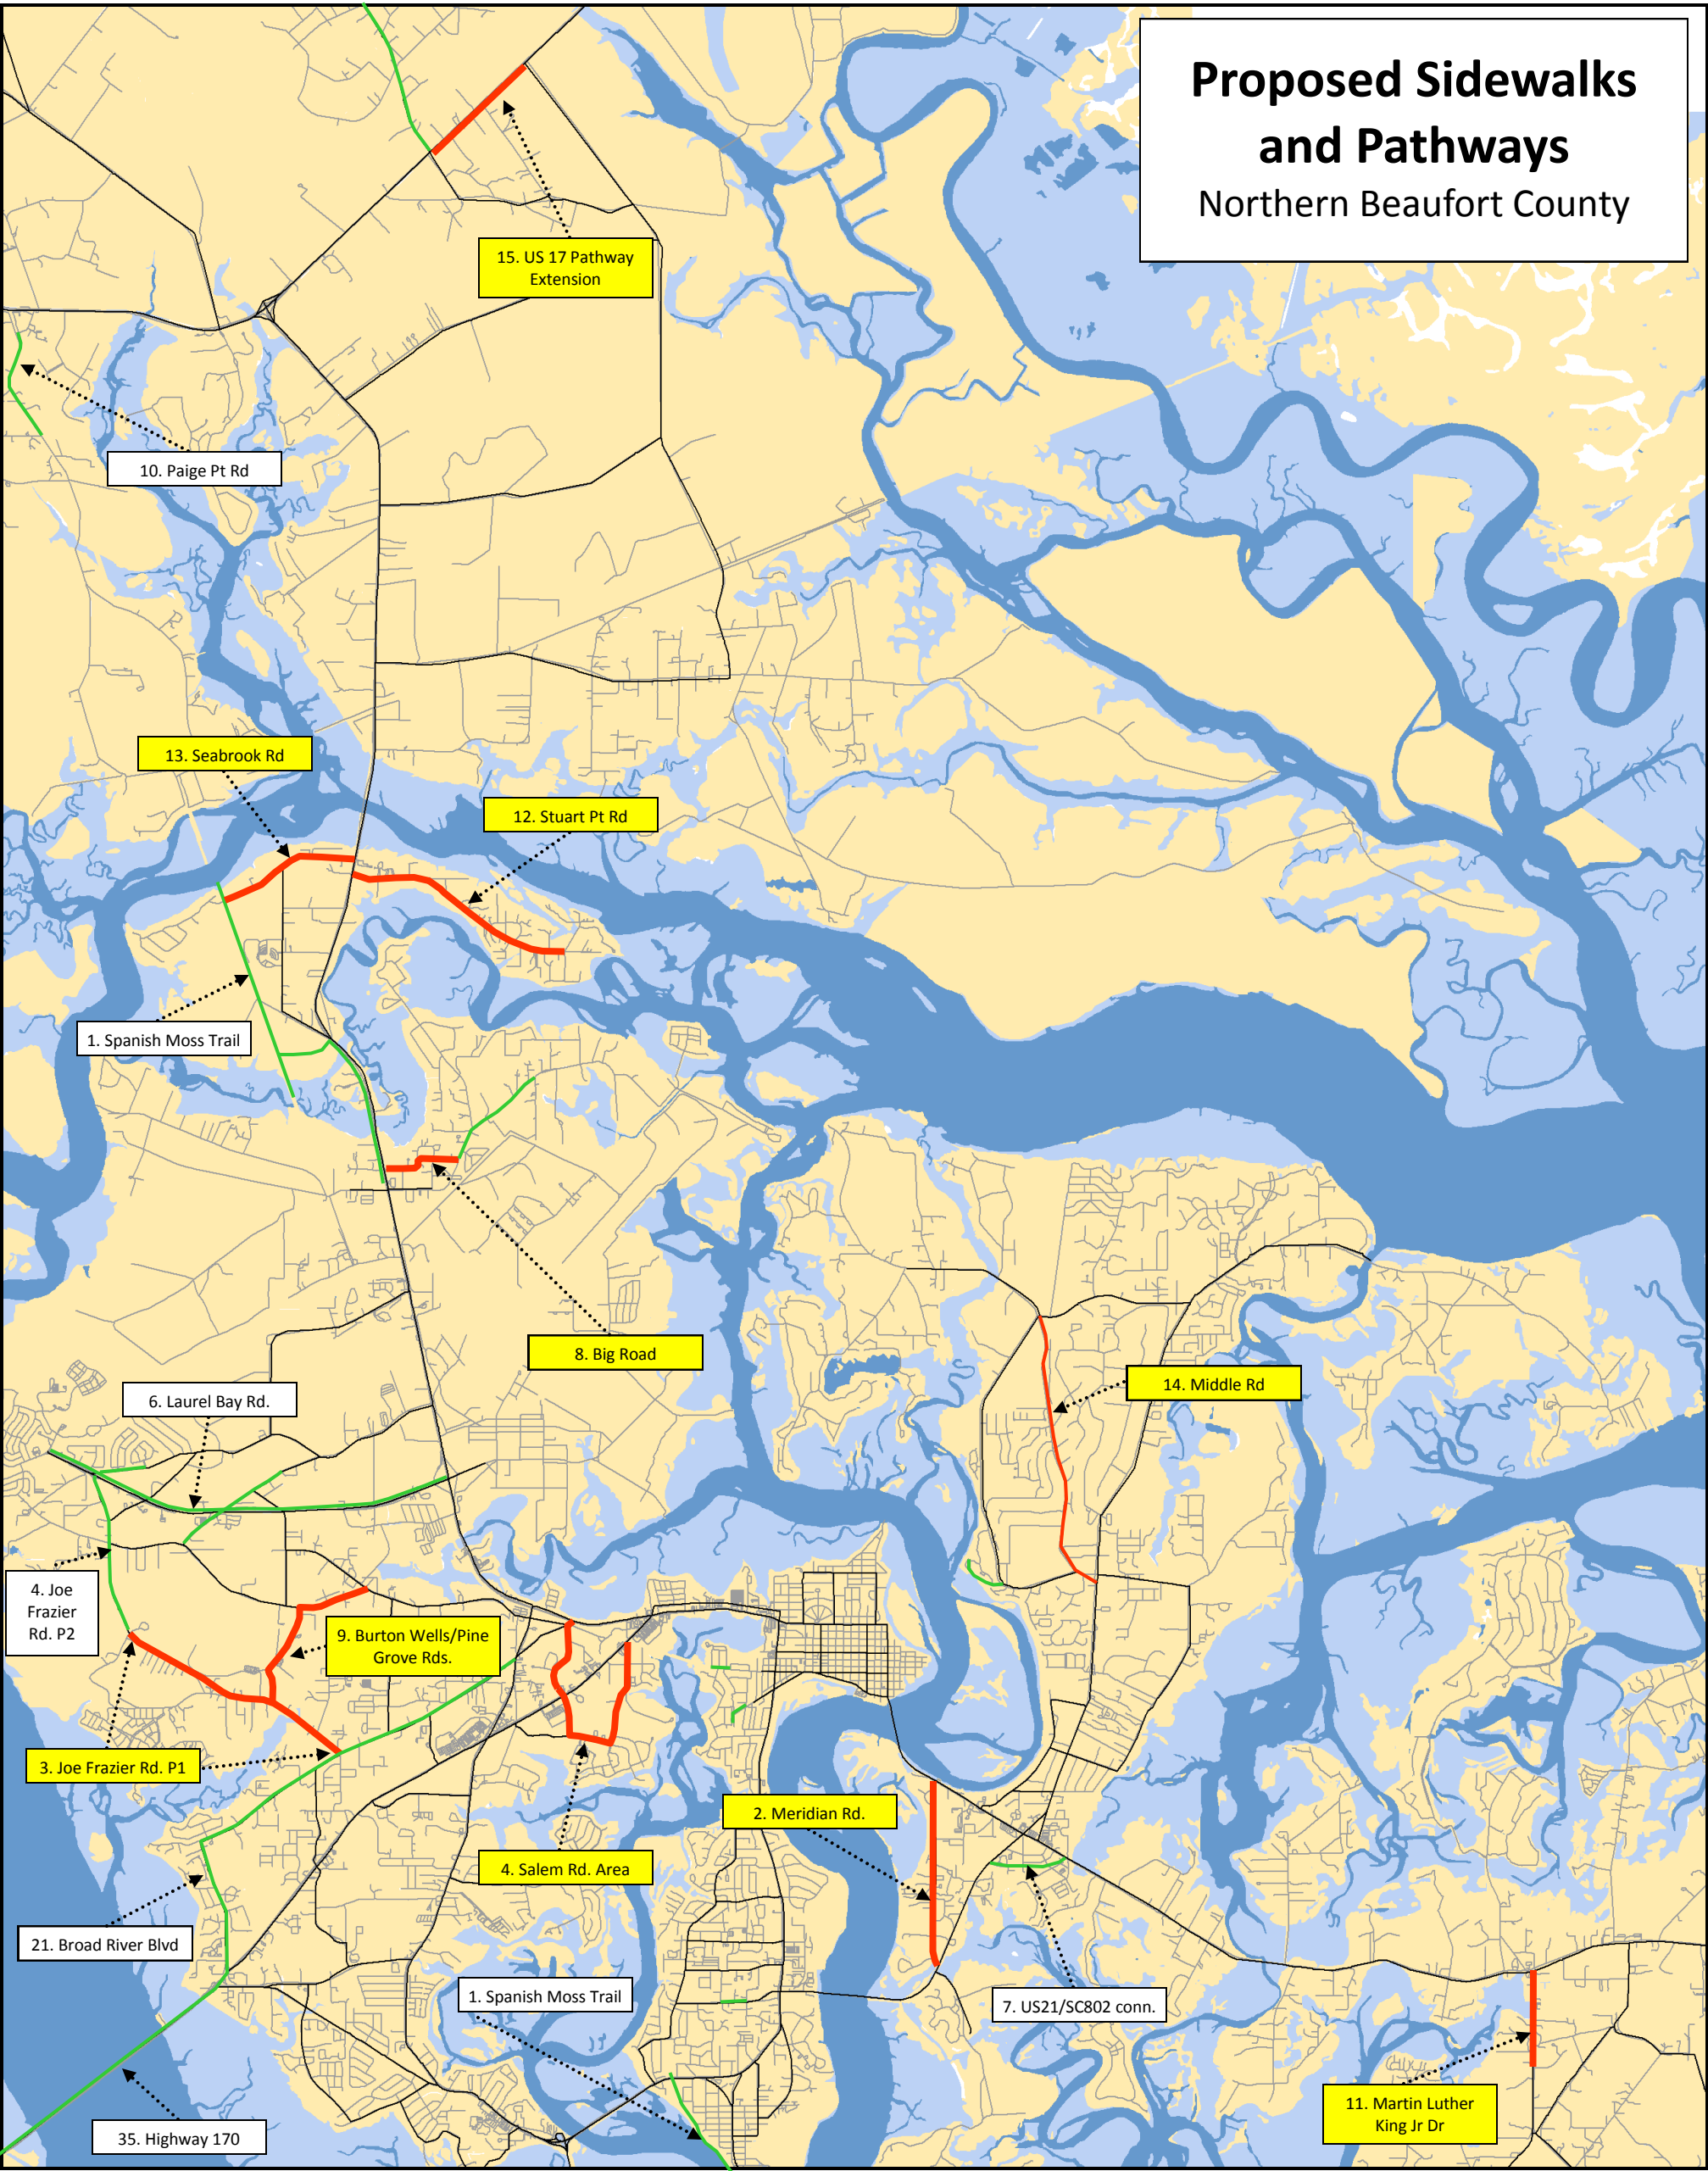 Proposed Sidewalks
and Pathways
Northern Beaufort County
15. US 17 Pathway
Extension
10. Paige Pt Rd
13. Seabrook Rd
12. Stuart Pt Rd
1. Spanish Moss Trail
8. Big Road
14. Middle Rd
6. Laurel Bay Rd.
4. Joe
Frazier
Rd. P2
9. Burton Wells/Pine
Grove Rds.
3. Joe Frazier Rd. P1
2. Meridian Rd.
4. Salem Rd. Area
21. Broad River Blvd
1. Spanish Moss Trail
7. US21/SC802 conn.
11. Martin Luther
King Jr Dr
35. Highway 170